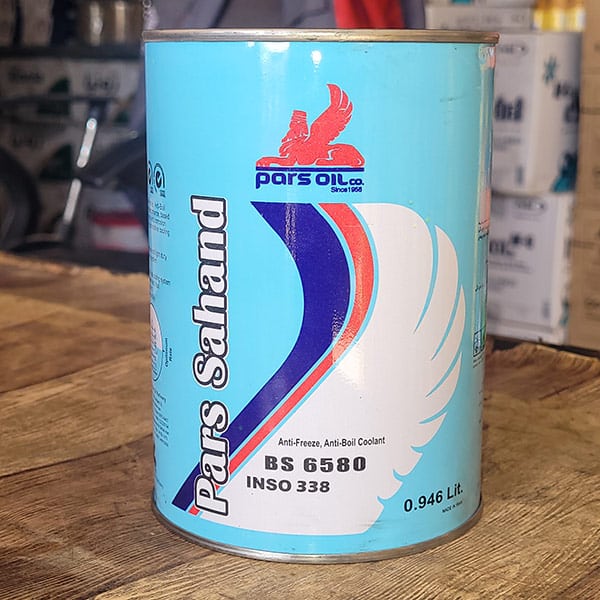 pars OIL co.
Since 1958
Pars Sahand
Anti-Freeze, Anti-Boil Coolant
BS 6580
INSO 338
0.946 Lit.